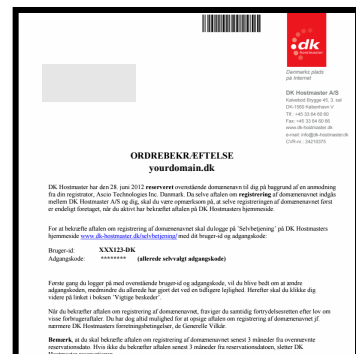 .dk
hostmaster
Danmarks plads
på Internet
DK Hostmaster A/S
Kalvebod Brygge 45, 3. sal
DK-1560 København V
Tlf.: +45 33 64 60 60
Fax: +45 33 64 60 66
www.dk-hostmaster.dk
e-mail: info@dk-hostmaster.dk
CVR-nr.: 24210375
ORDREBEKRÆFTELSE
yourdomain.dk
DK Hostmaster har den 28. juni 2012 reserveret ovenstående domænenavn til dig på baggrund af en anmodning
fra din registrator, Ascio Technologies Inc. Danmark. Da selve aftalen om registrering af domænenavnet indgås
mellem DK Hostmaster A/S og dig, skal du være opmærksom på, at selve registreringen af domænenavnet først
er endeligt foretaget, når du aktivt har bekræftet aftalen på DK Hostmasters hjemmeside.
For at bekræfte aftalen om registrering af domænenavnet skal du logge på 'Selvbetjening' på DK Hostmasters
hjemmeside www.dk-hostmaster.dk/selvbetjening/ med dit bruger-id og adgangskode:
Bruger-id: XXX123-DK
Adgangskode: ******** (allerede selvvalgt adgangskode)
Første gang du logger på med ovenstående bruger-id og adgangskode, vil du blive bedt om at ændre
adgangskoden, medmindre du allerede har gjort det ved en tidligere lejlighed. Herefter skal du klikke dig
videre på linket i boksen 'Vigtige beskeder'.
Når du bekræfter aftalen om registrering af domænenavnet, fraviger du samtidig fortrydelsesretten efter lov om
visse forbrugeraftaler. Du har dog altid mulighed for at opsige aftalen om registrering af domænenavnet jf.
nærmere DK Hostmasters forretningsbetingelser, de Generelle Vilkår.
Bemærk, at du skal bekræfte aftalen om registrering af domænenavnet senest 3 måneder fra ovennævnte
reservationsdato. Hvis ikke du bekræfter aftalen senest 3 måneder fra reservationsdatoen, sletter DK